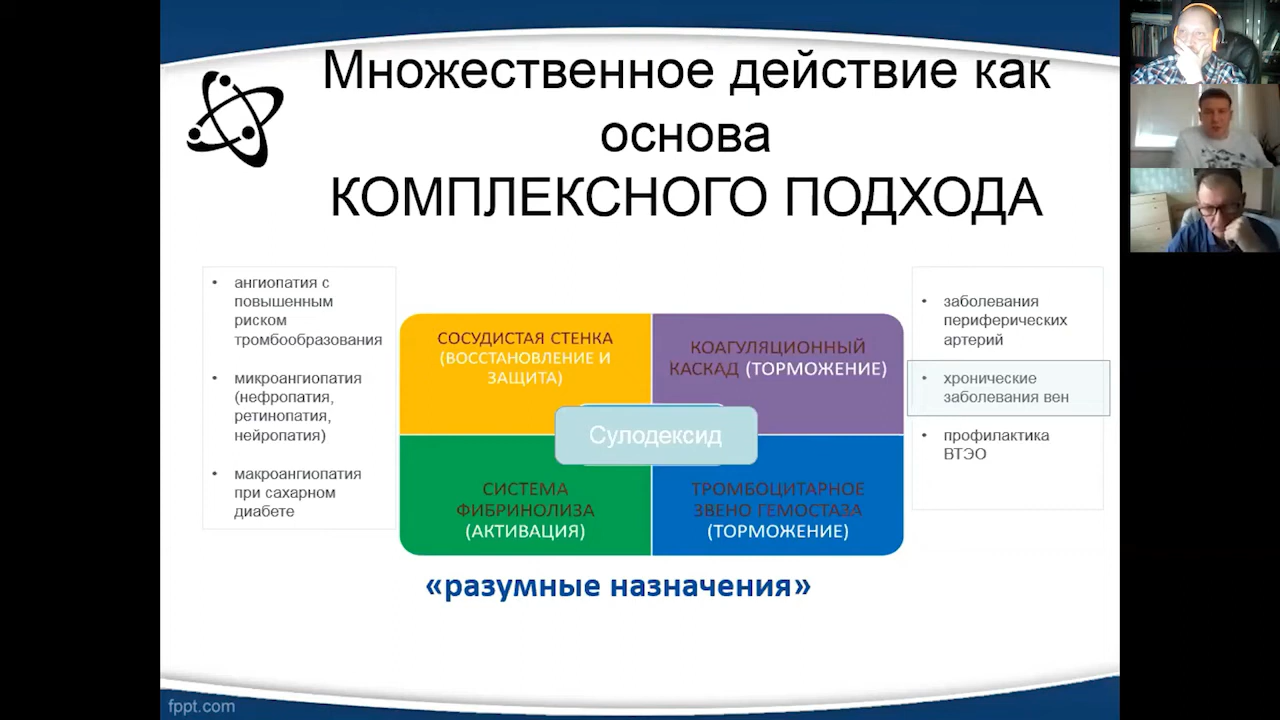 Множественное действие как
основа
КОМПЛЕКСНОГО ПОДХОДА
• ангиопатия с
повышенным
риском
тромбообразования
• микроангиопатия
(нефропатия,
ретинопатия,
нейропатия)
• макроангиопатия
при сахарном
диабете
СОСУДИСТАЯ СТЕНКА
(ВОССТАНОВЛЕНИЕ И
ЗАЩИТА)
КОАГУЛЯЦИОННЫЙ
КАСКАД (ТОРМОЖЕНИЕ)
Сулодексид
СИСТЕМА
ФИБРИНОЛИЗА
(АКТИВАЦИЯ)
ТРОМБОЦИТАРНОЕ
ЗВЕНО ГЕМОСТАЗА
(ТОРМОЖЕНИЕ)
• заболевания
периферических
артерий
• хронические
заболевания вен
• профилактика
ВТЭО
«разумные назначения»
fppt.com